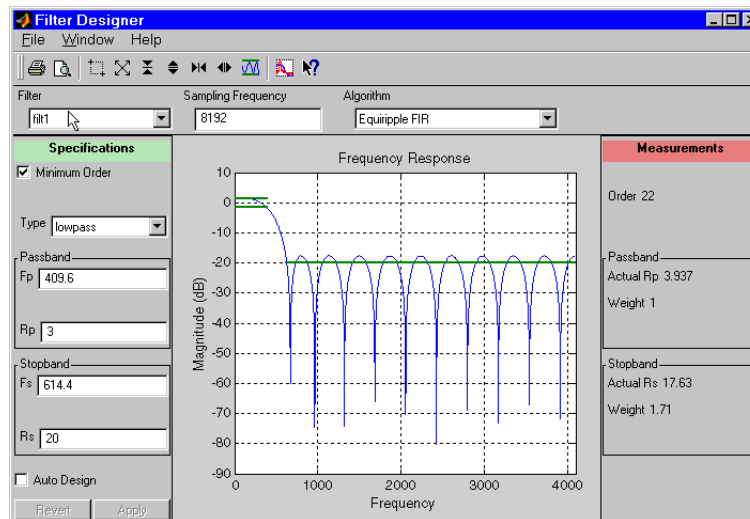 Filter Designer
File Window Help
Filter
Sampling Frequency
Algorithm
filt1
8192
Equiripple FIR
Specifications
Minimum Order
Type lowpass
Passband
Fp 409.6
Rp 3
Stopband
Fs 614.4
Rs 20
Auto Design
Revert Apply
Frequency Response
Magnitude (dB)
10
0
-10
-20
-30
-40
-50
-60
-70
-80
-90
0 1000 2000 3000 4000
Frequency
Measurements
Order 22
Passband
Actual Rp 3.937
Weight 1
Stopband
Actual Rs 17.63
Weight 1.71